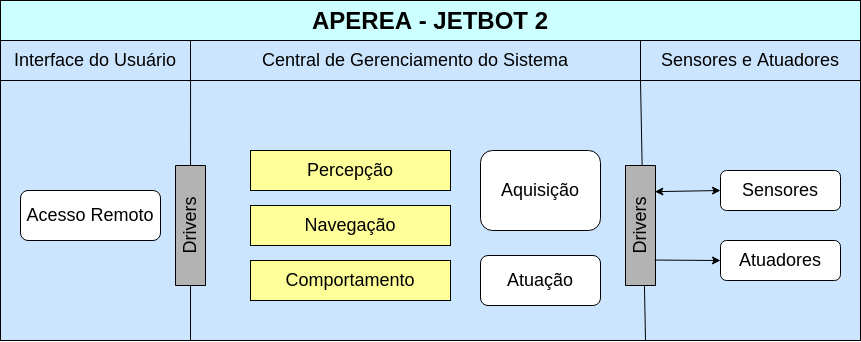 APEREA - JETBOT 2
Interface do Usuário
Central de Gerenciamento do Sistema
Sensores e Atuadores
Acesso Remoto
Drivers
Percepção
Navegação
Comportamento
Aquisição
Atuação
Drivers
Sensores
Atuadores